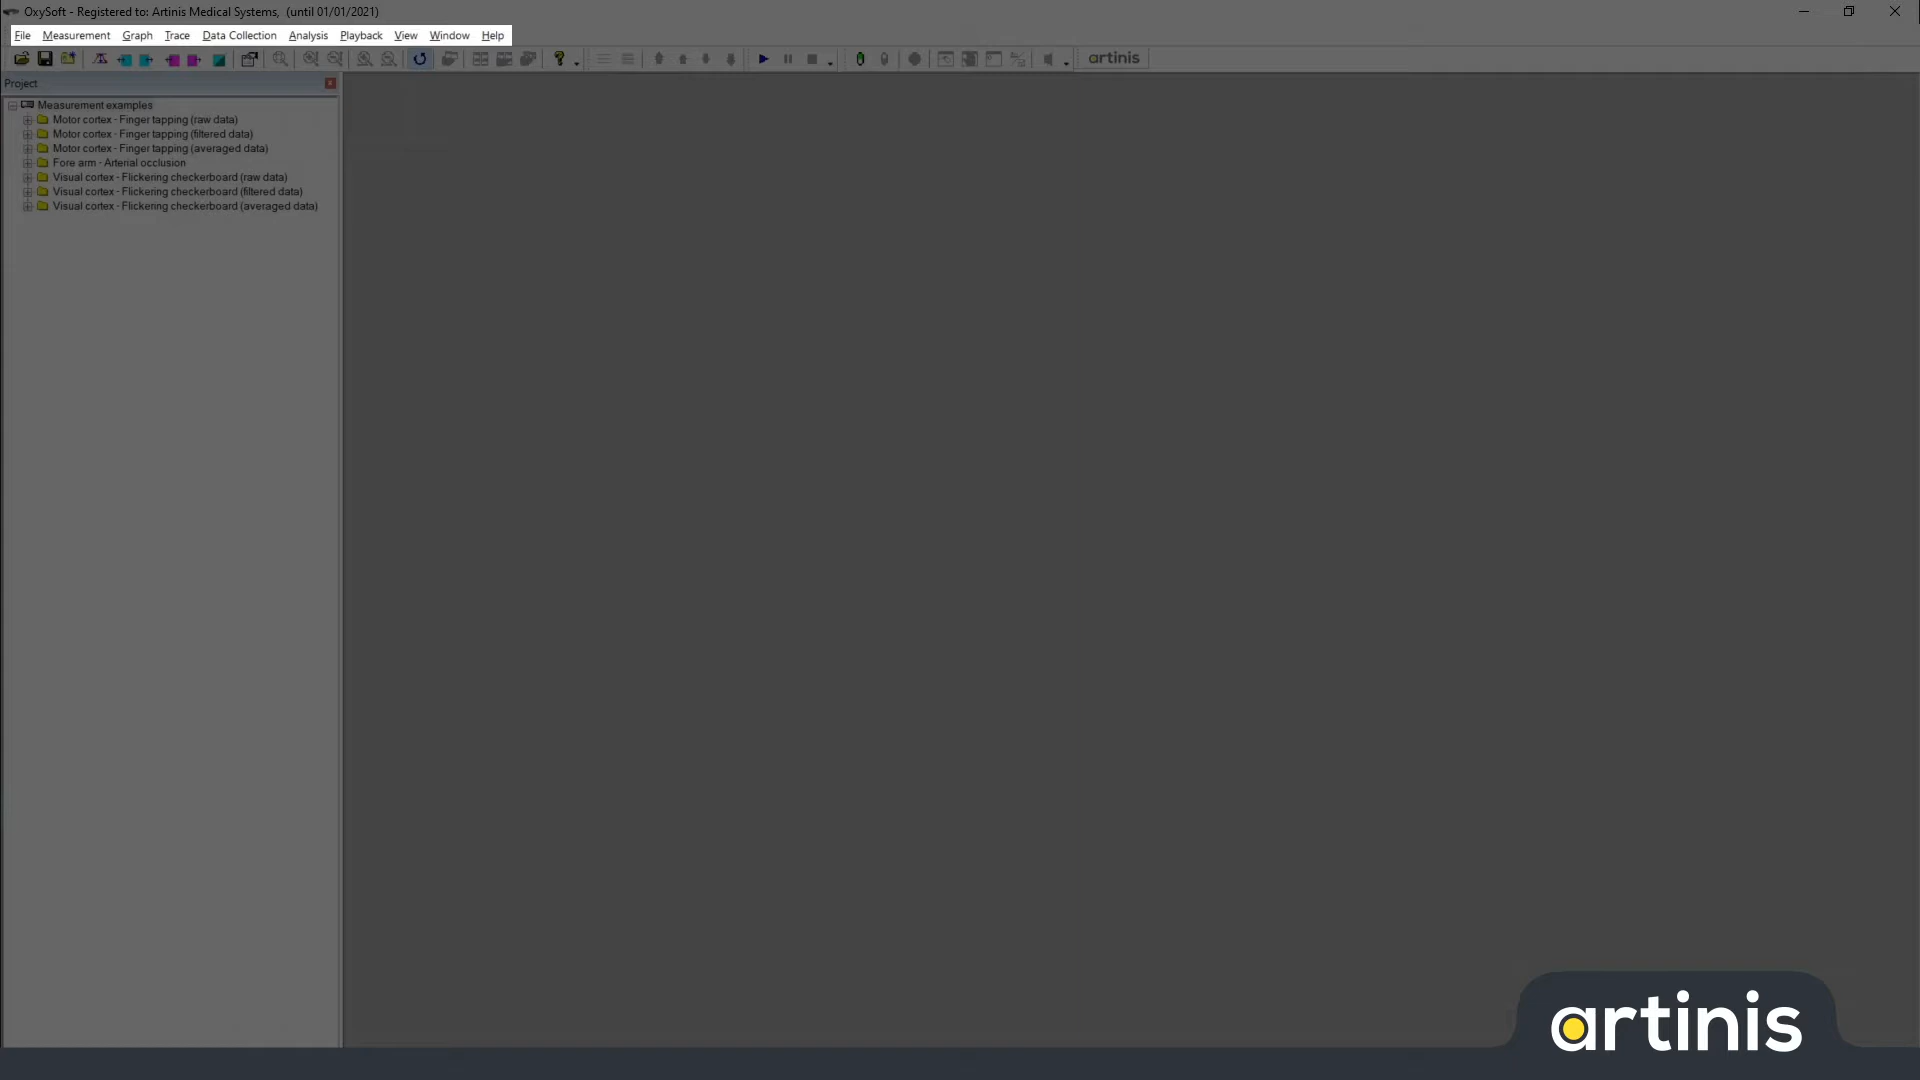 OxySoft - Registered to: Artinis Medical Systems,  (until 01/01/2021)
File Measurement Graph Trace Data Collection Analysis Playback View Window Help
artinis
Project
Measurement examples
Motor cortex - Finger tapping (raw data)
Motor cortex - Finger tapping (filtered data)
Motor cortex - Finger tapping (averaged data)
Fore arm - Arterial occlusion
Visual cortex - Flickering checkerboard (raw data)
Visual cortex - Flickering checkerboard (filtered data)
Visual cortex - Flickering checkerboard (averaged data)
artinis